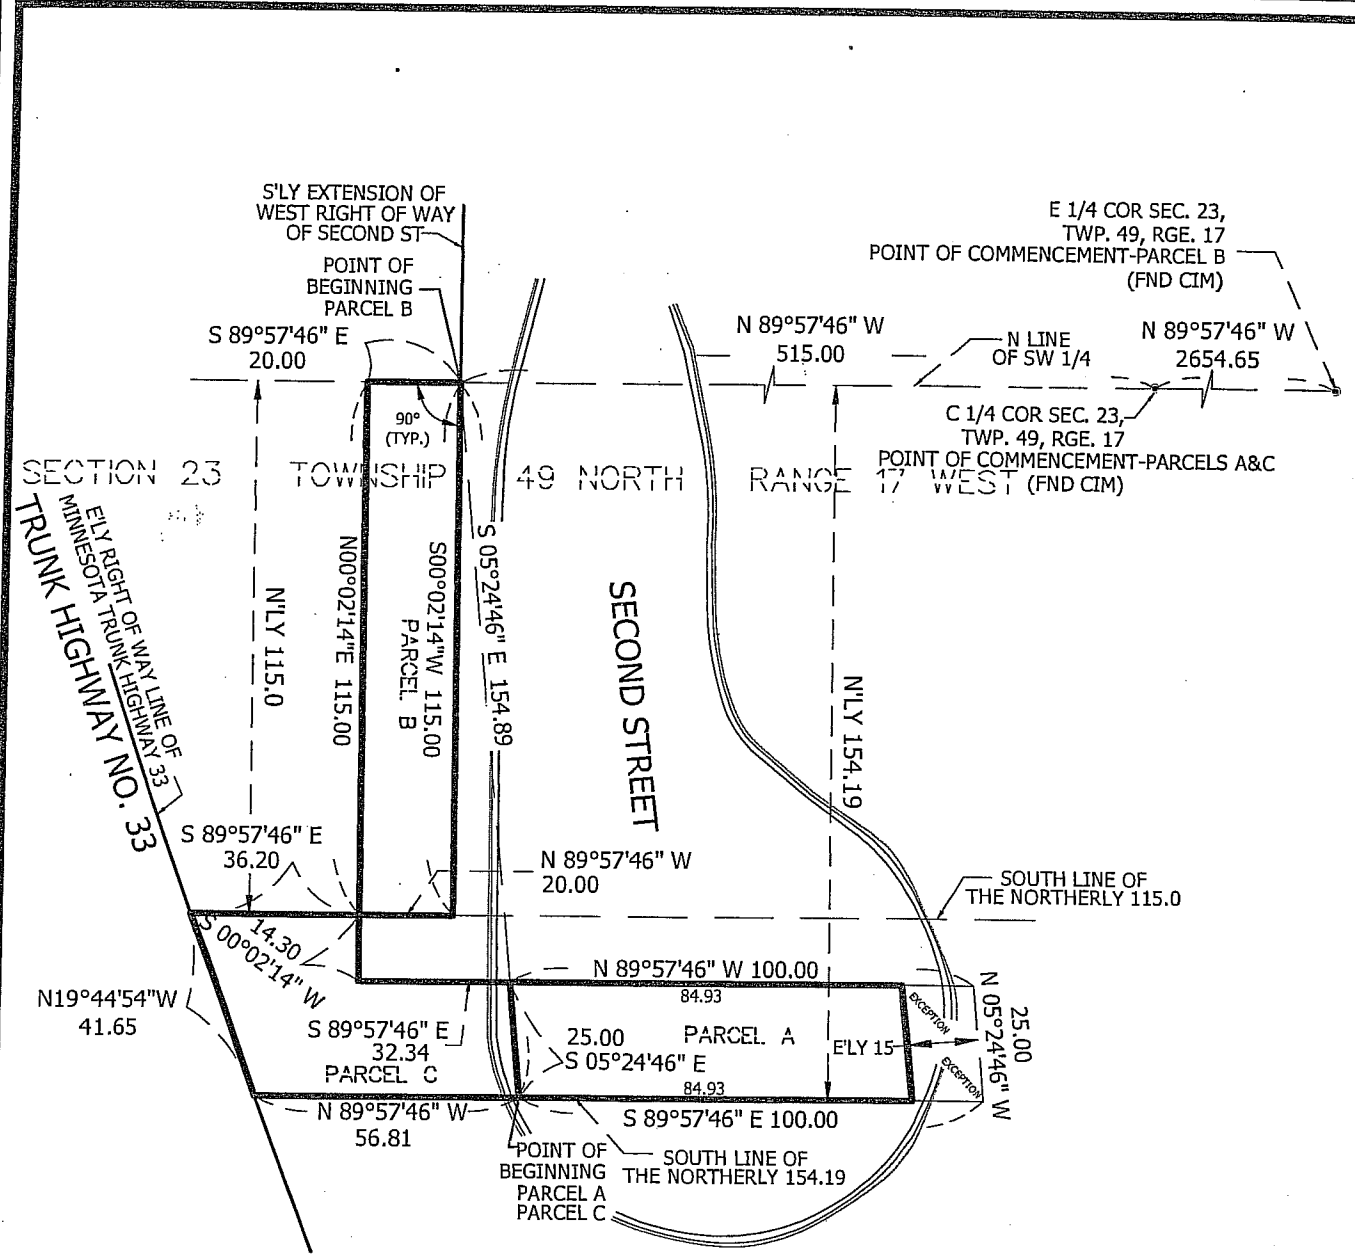 S'LY EXTENSION OF
WEST RIGHT OF WAY
OF SECOND ST
POINT OF
BEGINNING
PARCEL B
E 1/4 COR SEC. 23,
TWP. 49, RGE. 17
POINT OF COMMENCEMENT-PARCEL B
(FND CIM)
S 89°57'46" E
20.00
N 89°57'46" W
515.00
N LINE
OF SW 1/4
N 89°57'46" W
2654.65
90°
(TYP.)
C 1/4 COR SEC. 23,
TWP. 49, RGE. 17
POINT OF COMMENCEMENT-PARCELS A&C
(FND CIM)
SECTION 23 TOWNSHIP 49 NORTH RANGE 17 WEST
E'LY RIGHT OF WAY LINE OF
MINNESOTA TRUNK HIGHWAY 33
TRUNK HIGHWAY NO. 33
N'LY 115.0
N00°02'14"E 115.00
S00°02'14"W 115.00
PARCEL B
S 05°24'46" E 154.89
SECOND STREET
N'LY 154.19
S 89°57'46" E
36.20
N 89°57'46" W
20.00
SOUTH LINE OF
THE NORTHERLY 115.0
14.30
S 00°02'14" W
N19°44'54"W
41.65
N 89°57'46" W 100.00
84.93
S 89°57'46" E
32.34
PARCEL C
25.00
S 05°24'46" E
PARCEL A
E'LY 15
EXCEPTION
EXCEPTION
25.00
N 05°24'46" W
84.93
N 89°57'46" W
56.81
S 89°57'46" E 100.00
POINT OF
BEGINNING
PARCEL A
PARCEL C
SOUTH LINE OF
THE NORTHERLY 154.19